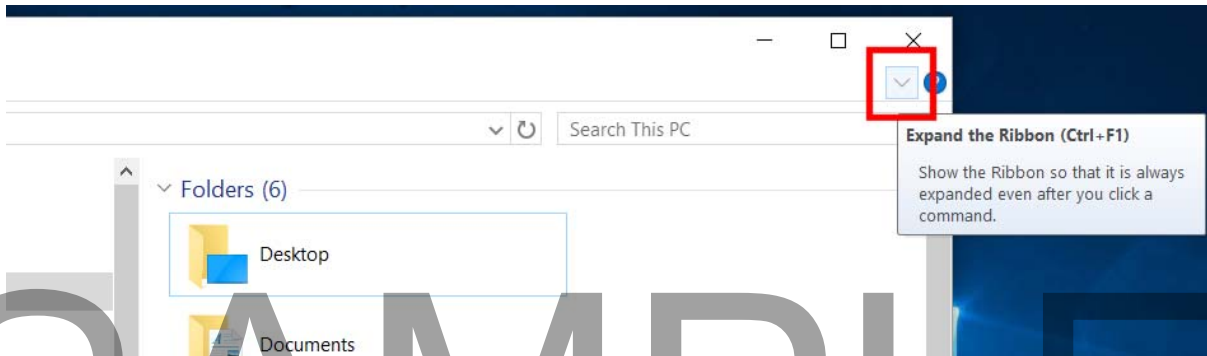 Search This PC
Expand the Ribbon (Ctrl+F1)
Show the Ribbon so that it is always
expanded even after you click a
command.
Folders (6)
Desktop
Documents
SAMPLE